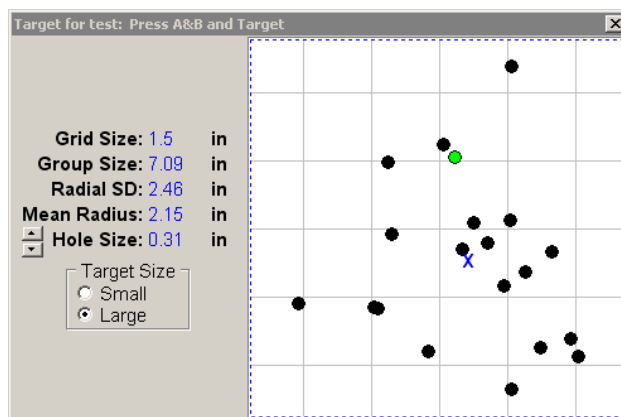 Target for test: Press A&B and Target
Grid Size: 1.5 in
Group Size: 7.09 in
Radial SD: 2.46 in
Mean Radius: 2.15 in
Hole Size: 0.31 in
Target Size
Small
Large
X